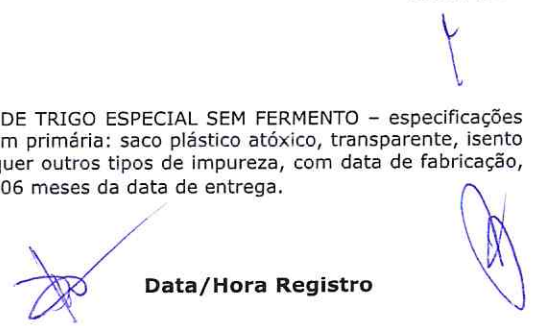 DE TRIGO ESPECIAL SEM FERMENTO – especificações
m primária: saco plástico atóxico, transparente, isento
quer outros tipos de impureza, com data de fabricação,
06 meses da data de entrega.
Data/Hora Registro